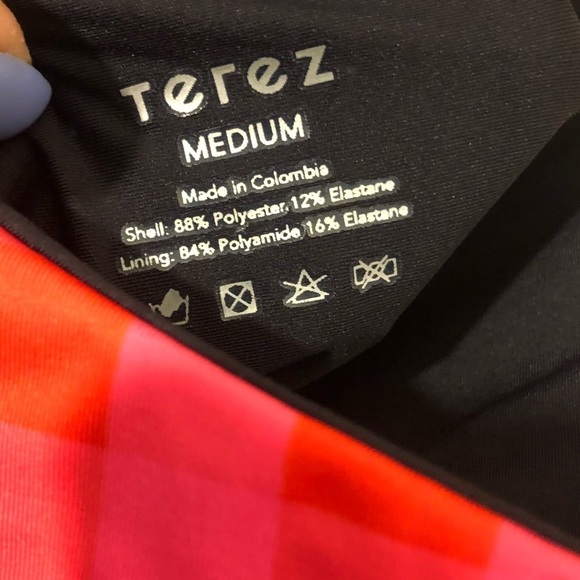 Terez
MEDIUM
Made in Colombia
Shell: 88% Polyester, 12% Elastane
Lining: 84% Polyamide, 16% Elastane